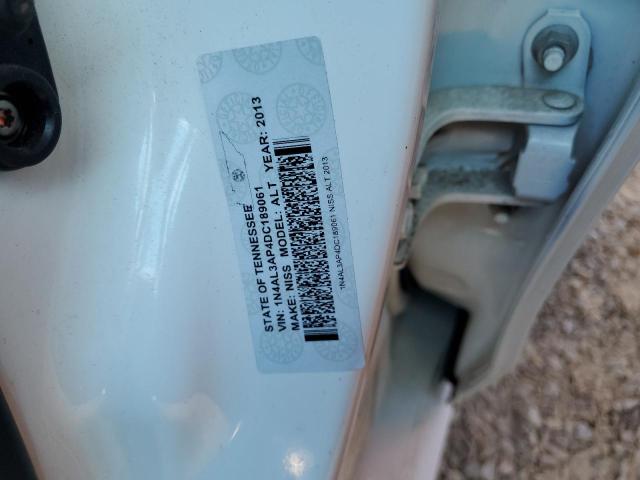 STATE OF TENNESSEE
VIN: 1N4AL3AP4DC189061
MAKE: NISS MODEL: ALT YEAR: 2013
1N4AL3AP4DC189061 NISS ALT 2013